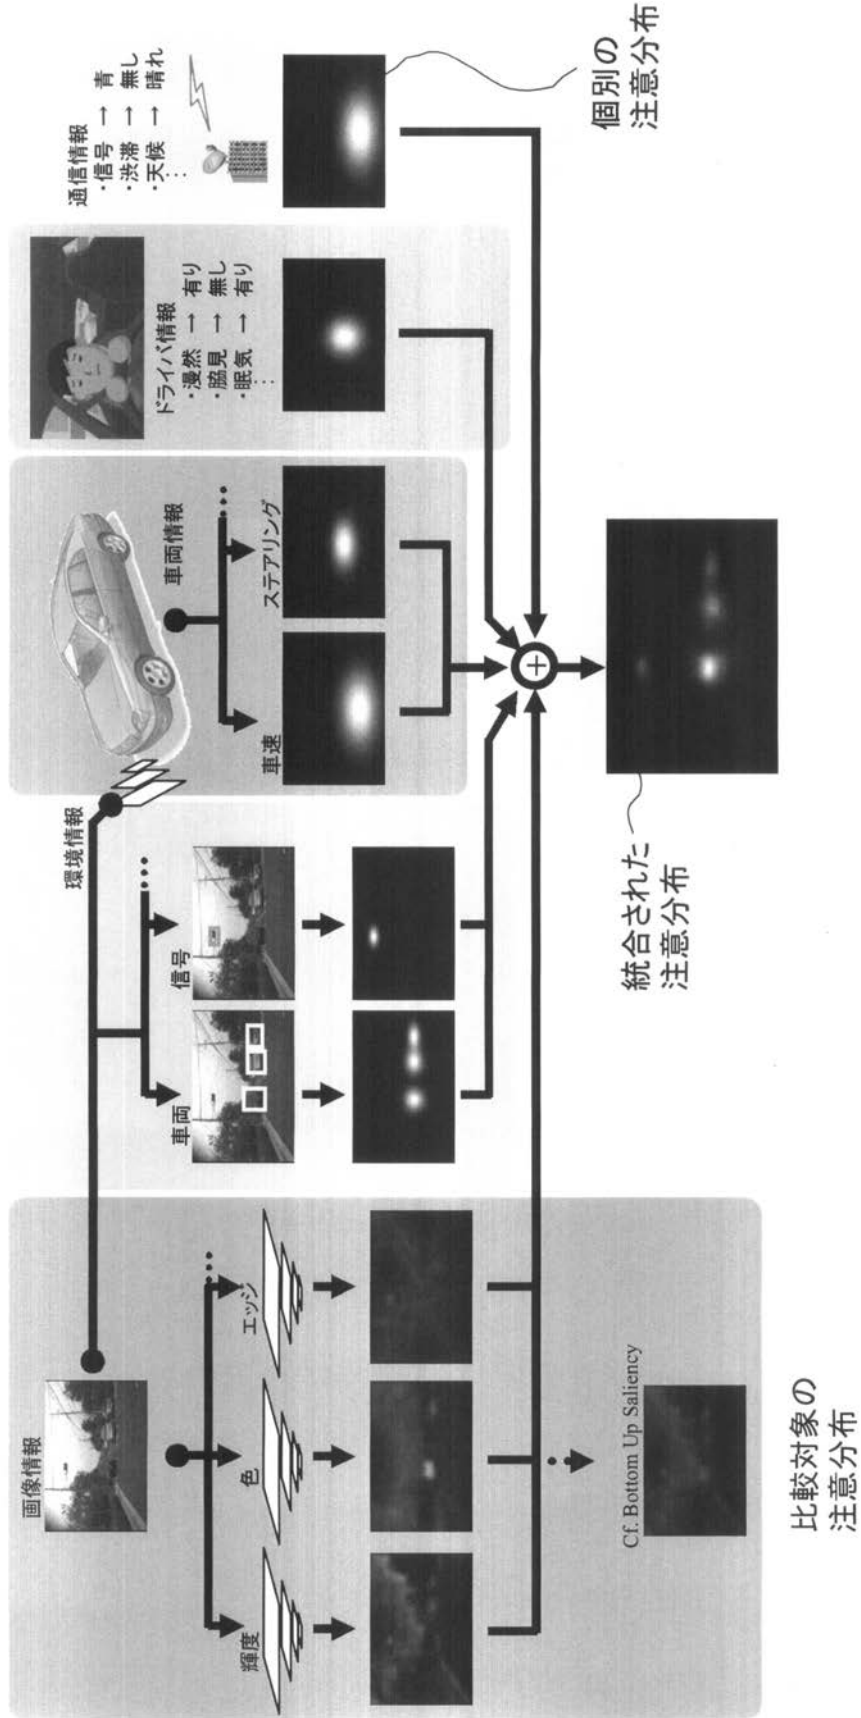 画像情報
輝度
色
エッジ
Cf. Bottom Up Saliency
比較対象の
注意分布
環境情報
車両
信号
車両情報
車速
ステアリング
ドライバ情報
・漫然 → 有り
・脇見 → 無し
・眠気 → 有り
通信情報
・信号 → 青
・渋滞 → 無し
・天候 → 晴れ
個別の
注意分布
+
統合された
注意分布